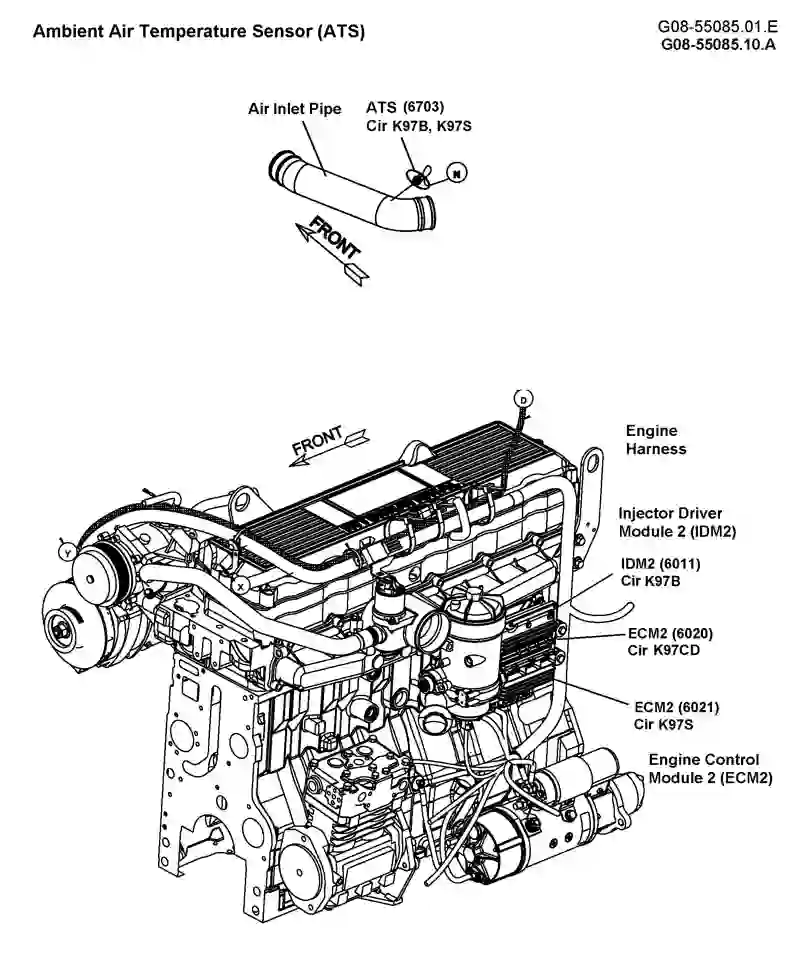 Ambient Air Temperature Sensor (ATS)
G08-55085.01.E
G08-55085.10.A
Air Inlet Pipe
ATS (6703)
Cir K97B, K97S
N
FRONT
D
FRONT
Engine
Harness
Injector Driver
Module 2 (IDM2)
Y
IDM2 (6011)
Cir K97B
X
ECM2 (6020)
Cir K97CD
ECM2 (6021)
Cir K97S
Engine Control
Module 2 (ECM2)